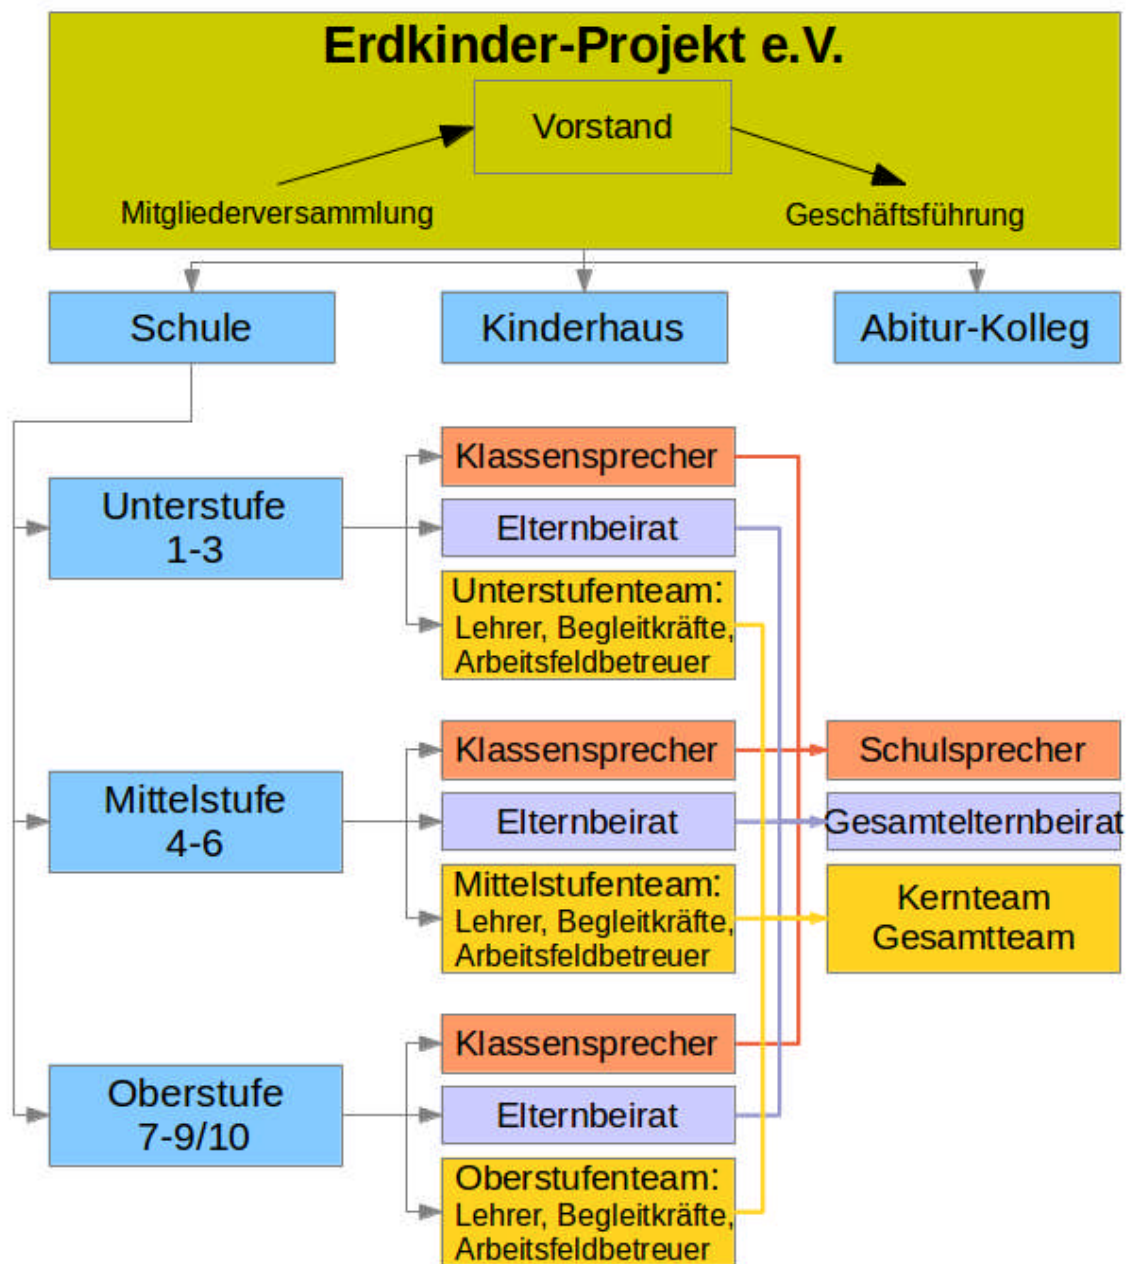 Erdkinder-Projekt e.V.
Vorstand
Mitgliederversammlung
Geschäftsführung
Schule
Kinderhaus
Abitur-Kolleg
Unterstufe
1-3
Klassensprecher
Elternbeirat
Unterstufenteam:
Lehrer, Begleitkräfte,
Arbeitsfeldbetreuer
Mittelstufe
4-6
Klassensprecher
Elternbeirat
Mittelstufenteam:
Lehrer, Begleitkräfte,
Arbeitsfeldbetreuer
Schulsprecher
Gesamtelternbeirat
Kernteam
Gesamtteam
Oberstufe
7-9/10
Klassensprecher
Elternbeirat
Oberstufenteam:
Lehrer, Begleitkräfte,
Arbeitsfeldbetreuer